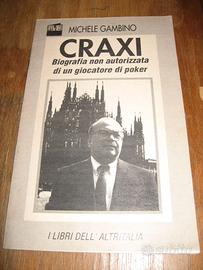 MICHELE GAMBINO
CRAXI
Biografia non autorizzata
di un giocatore di poker
I LIBRI DELL' ALTRITALIA